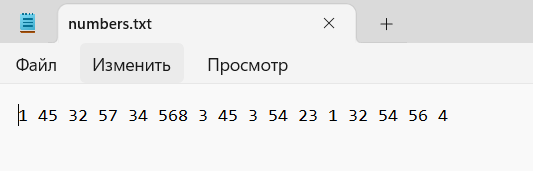 numbers.txt
Файл Изменить Просмотр
1 45 32 57 34 568 3 45 3 54 23 1 32 54 56 4